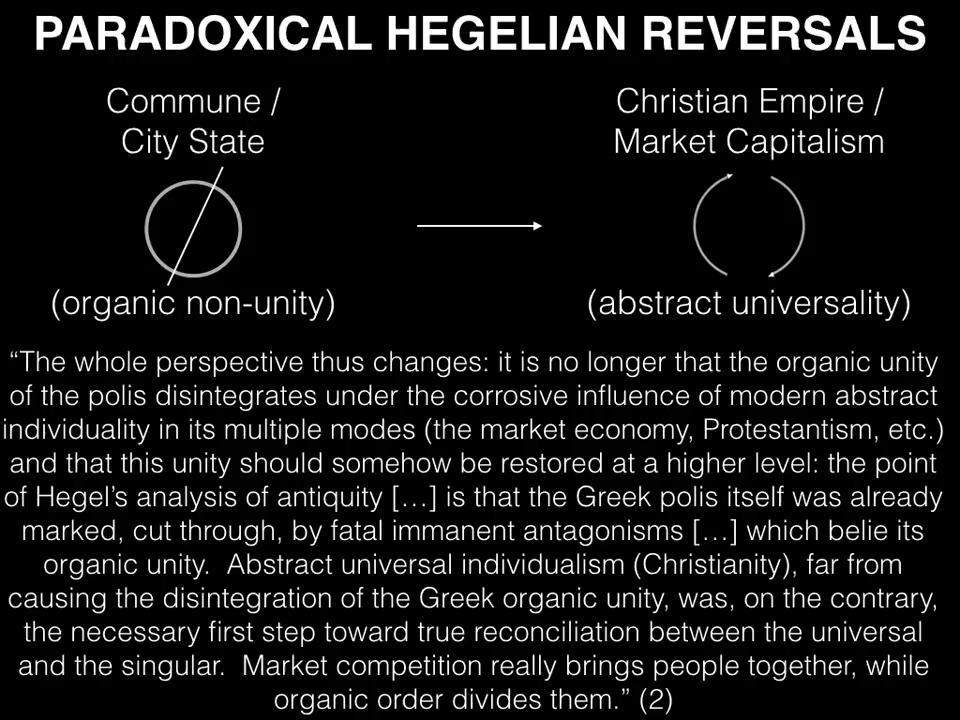 PARADOXICAL HEGELIAN REVERSALS
Commune /
City State
Christian Empire /
Market Capitalism
(organic non-unity)
(abstract universality)
“The whole perspective thus changes: it is no longer that the organic unity
of the polis disintegrates under the corrosive influence of modern abstract
individuality in its multiple modes (the market economy, Protestantism, etc.)
and that this unity should somehow be restored at a higher level: the point
of Hegel’s analysis of antiquity […] is that the Greek polis itself was already
marked, cut through, by fatal immanent antagonisms […] which belie its
organic unity.  Abstract universal individualism (Christianity), far from
causing the disintegration of the Greek organic unity, was, on the contrary,
the necessary first step toward true reconciliation between the universal
and the singular.  Market competition really brings people together, while
organic order divides them.” (2)